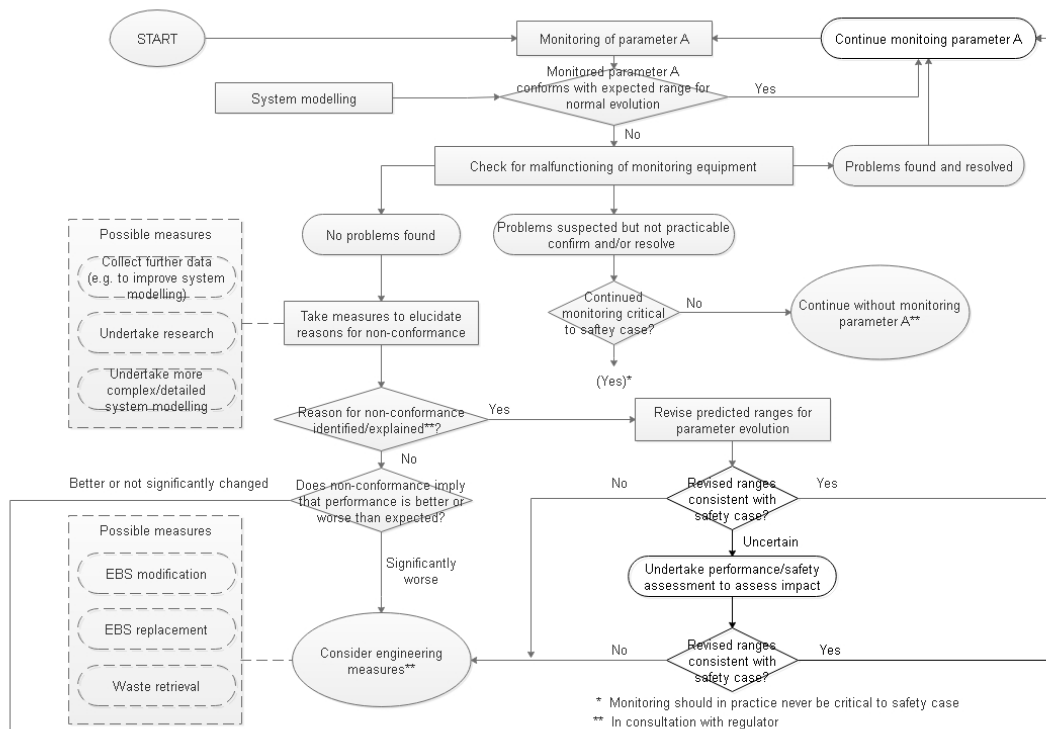 START
Monitoring of parameter A
Continue monitoing parameter A
System modelling
Monitored parameter A
conforms with expected range for
normal evolution
Yes
No
Check for malfunctioning of monitoring equipment
Problems found and resolved
No problems found
Problems suspected but not practicable
confirm and/or resolve
Possible measures
Collect further data
(e.g. to improve system
modelling)
Undertake research
Undertake more
complex/detailed
system modelling
Take measures to elucidate
reasons for non-conformance
Continued
monitoring critical
to saftey case?
No
Continue without monitoring
parameter A**
(Yes)*
Reason for non-conformance
identified/explained**?
Yes
Revise predicted ranges for
parameter evolution
No
Better or not significantly changed
Does non-conformance imply
that performance is better or
worse than expected?
No
Revised ranges
consistent with
safety case?
Yes
Uncertain
Possible measures
EBS modification
EBS replacement
Waste retrieval
Significantly
worse
Undertake performance/safety
assessment to assess impact
Consider engineering
measures**
No
Revised ranges
consistent with
safety case?
Yes
* Monitoring should in practice never be critical to safety case
** In consultation with regulator